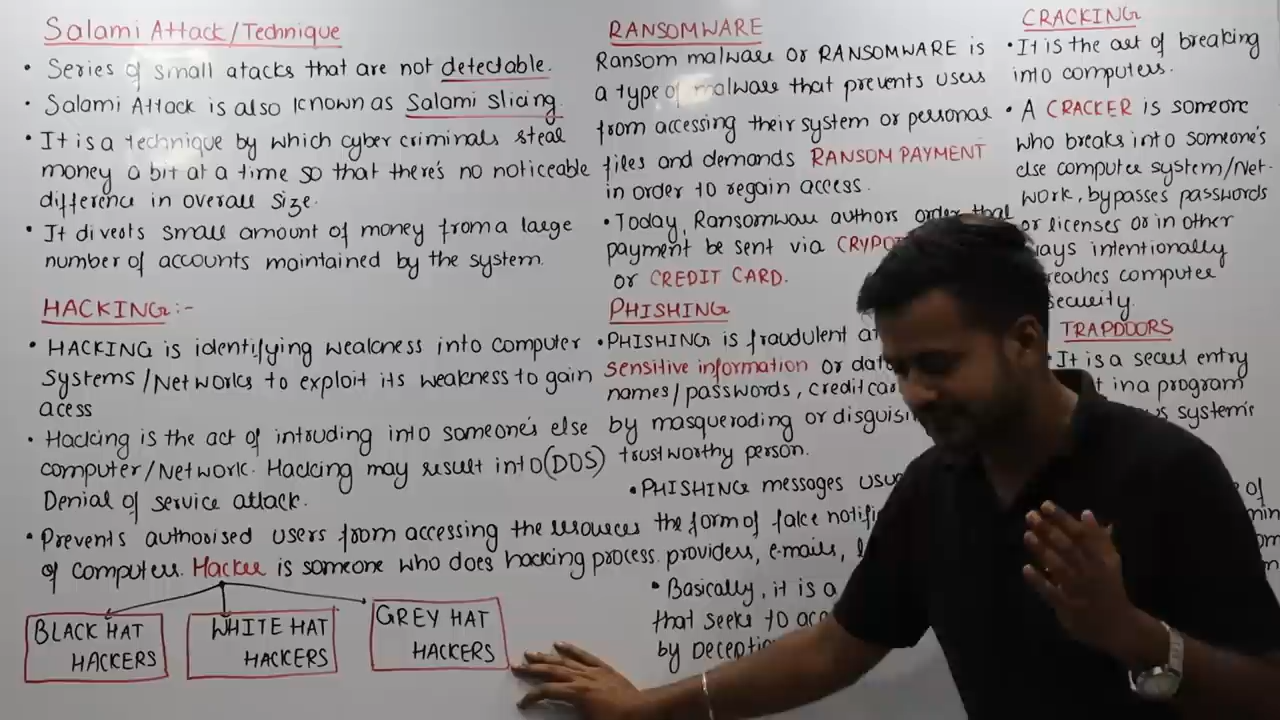 Salami Attack/Technique
• Series of small atacks that are not detectable.
• Salami Attack is also known as Salami slicing.
• It is a technique by which cyber criminals steal
money a bit at a time so that there's no noticeable
difference in overall size.
• It diverts small amount of money from a large
number of accounts maintained by the system.
HACKING:-
• HACKING is identifying weakness into computer
systems/Networks to exploit its weakness to gain
acess
• Hacking is the act of intruding into someone's else
computer/Network. Hacking may result into (DOS)
Denial of service attack.
• Prevents authorised users from accessing the resources
of computers. Hacker is someone who does hacking process.
BLACK HAT
HACKERS
WHITE HAT
HACKERS
GREY HAT
HACKERS
RANSOMWARE
Ransom malware or RANSOMWARE is
a type of malware that prevents users
from accessing their system or personal
files and demands RANSOM PAYMENT
in order to regain access.
• Today, Ransomware authors order that
payment be sent via
or CREDIT CARD.
PHISHING
• PHISHING is fraudulent
sensitive information or
names/passwords, credit
by masquerading or
trustworthy person.
• PHISHING messages
the form of fake
providers, e-mails,
• Basically, it is a
that seeks to
by
CRACKING
• It is the act of breaking
into computers.
• A CRACKER is someone
who breaks into someone's
else computer system/Net-
work, bypasses passwords
or licenses or in other
ways intentionally
breaches computer
security.
TRAPDOORS
• It is a secret entry
in a program
system's
of